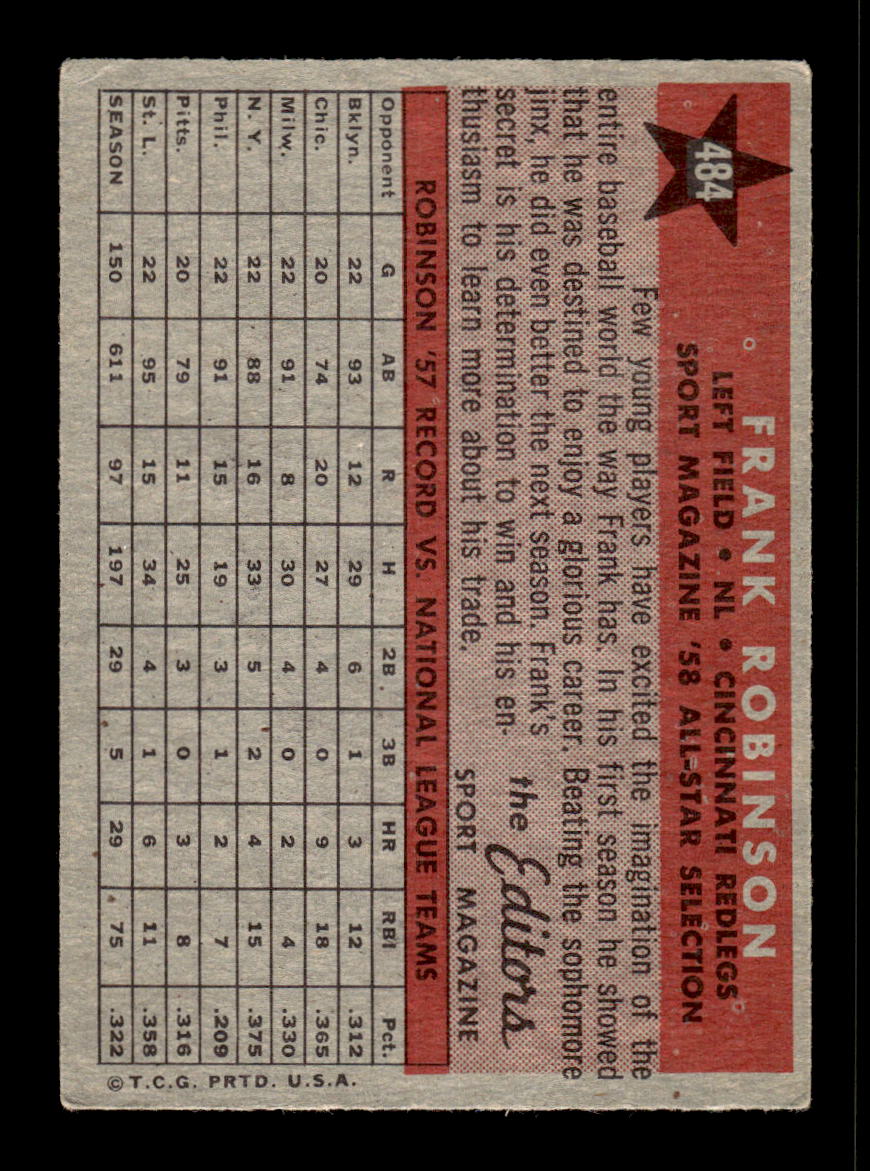 484
FRANK ROBINSON
LEFT FIELD • NL • CINCINNATI REDLEGS
SPORT MAGAZINE '58 ALL-STAR SELECTION
Few young players have excited the imagination of the
entire baseball world the way Frank has. In his first season he showed
that he was destined to enjoy a glorious career. Beating the sophomore
jinx, he did even better the next season. Frank's
secret is his determination to win and his en-
thusiasm to learn more about his trade.
the Editors
SPORT MAGAZINE
ROBINSON '57 RECORD VS. NATIONAL LEAGUE TEAMS
Opponent G AB R H 2B 3B HR RBI Pct.
Bklyn. 22 93 12 29 6 1 3 12 .312
Chic. 20 74 20 27 4 0 9 18 .365
Milw. 22 91 8 30 4 0 2 4 .330
N. Y. 22 88 16 33 5 2 4 15 .375
Phil. 22 91 15 19 3 1 2 7 .209
Pitts. 20 79 11 25 3 0 3 8 .316
St. L. 22 95 15 34 4 1 6 11 .358
SEASON 150 611 97 197 29 5 29 75 .322
© T.C.G. PRTD. U.S.A.